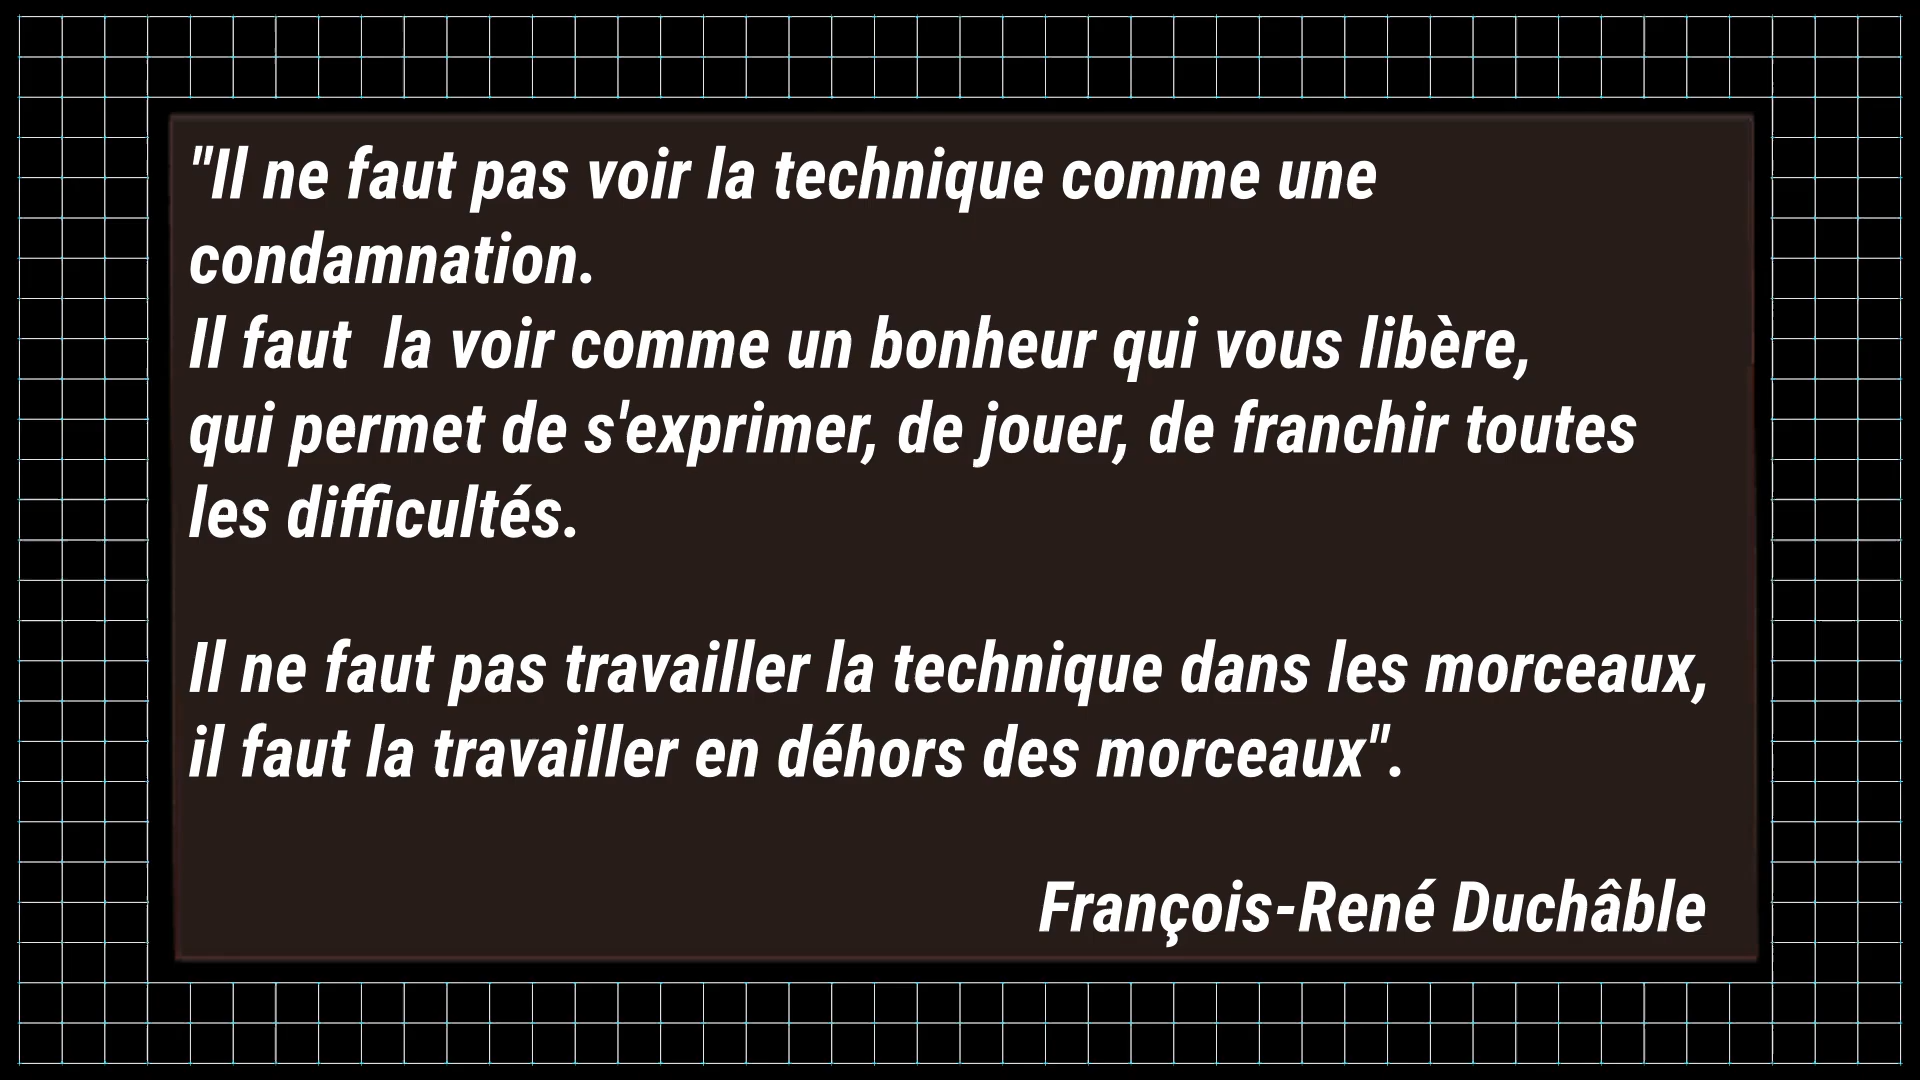 "Il ne faut pas voir la technique comme une
condamnation.
Il faut  la voir comme un bonheur qui vous libère,
qui permet de s'exprimer, de jouer, de franchir toutes
les difficultés.
Il ne faut pas travailler la technique dans les morceaux,
il faut la travailler en déhors des morceaux".
François-René Duchâble